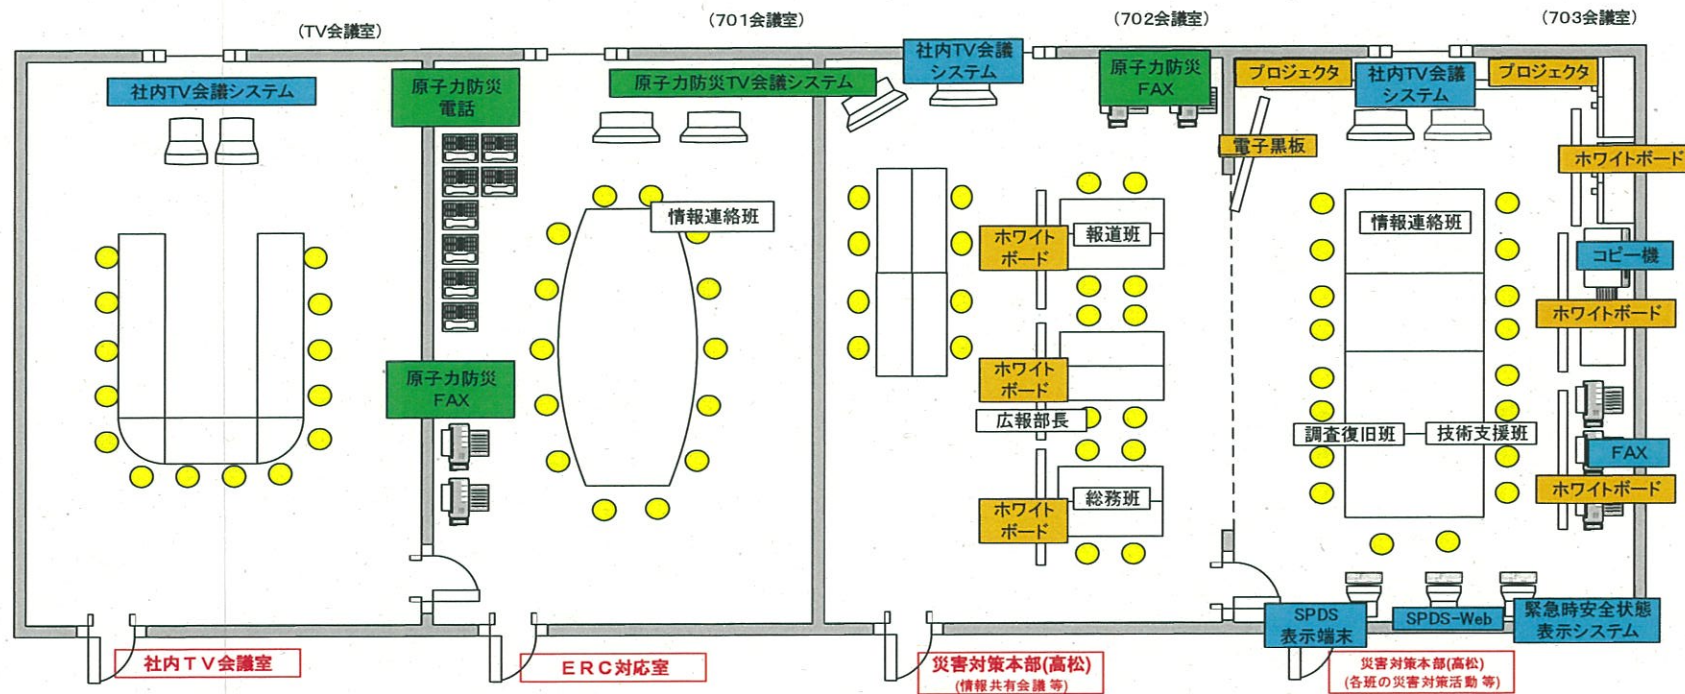 (TV会議室)
(701会議室)
(702会議室)
(703会議室)
社内TV会議システム
原子力防災
電話
原子力防災TV会議システム
社内TV会議
システム
原子力防災
FAX
プロジェクタ
社内TV会議
システム
プロジェクタ
電子黒板
ホワイトボード
情報連絡班
ホワイト
ボード
報道班
情報連絡班
コピー機
ホワイトボード
原子力防災
FAX
ホワイト
ボード
広報部長
調査復旧班
技術支援班
FAX
ホワイトボード
ホワイト
ボード
総務班
SPDS
表示端末
SPDS-Web
緊急時安全状態
表示システム
社内TV会議室
ERC対応室
災害対策本部(高松)
(情報共有会議 等)
災害対策本部(高松)
(各班の災害対策活動 等)